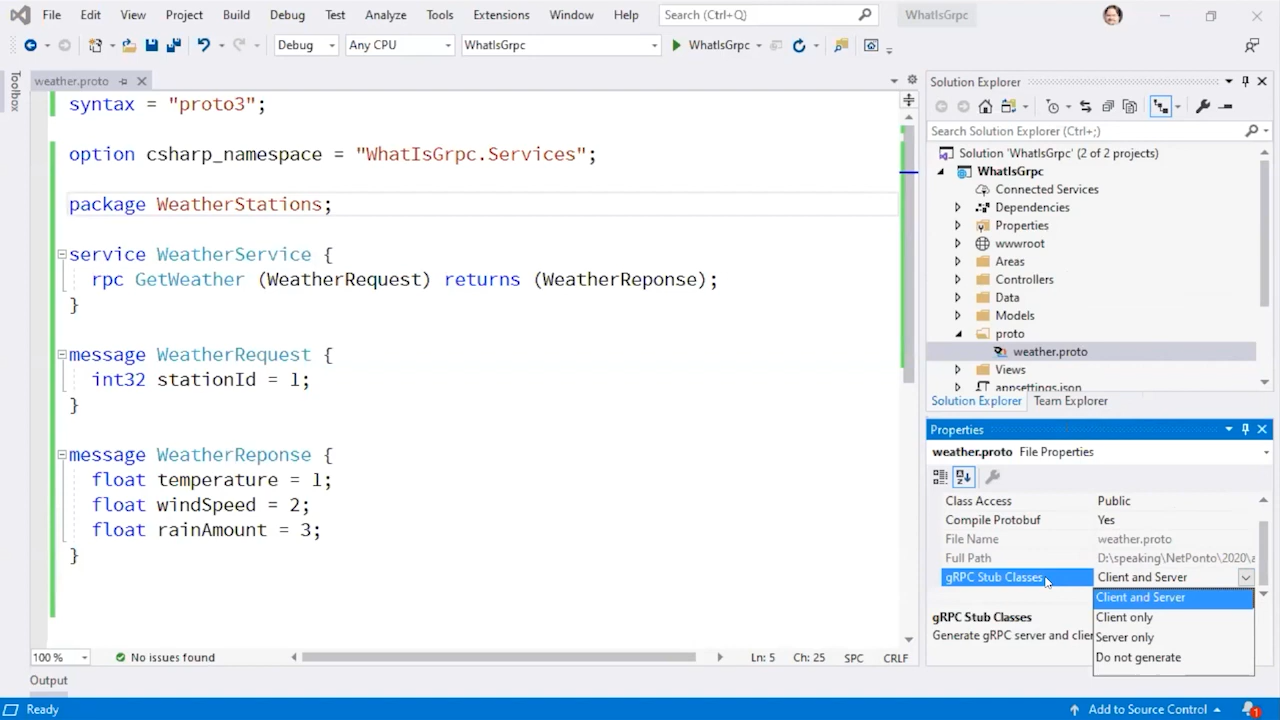 File Edit View Project Build Debug Test Analyze Tools Extensions Window Help Search (Ctrl+Q) WhatIsGrpc
Debug Any CPU WhatIsGrpc WhatIsGrpc
Toolbox
weather.proto
syntax = "proto3";
option csharp_namespace = "WhatIsGrpc.Services";
package WeatherStations;
service WeatherService {
rpc GetWeather (WeatherRequest) returns (WeatherReponse);
}
message WeatherRequest {
int32 stationId = 1;
}
message WeatherReponse {
float temperature = 1;
float windSpeed = 2;
float rainAmount = 3;
}
100 % No issues found Ln: 5 Ch: 25 SPC CRLF
Output
Solution Explorer
Search Solution Explorer (Ctrl+;)
Solution 'WhatIsGrpc' (2 of 2 projects)
WhatIsGrpc
Connected Services
Dependencies
Properties
wwwroot
Areas
Controllers
Data
Models
proto
weather.proto
Views
appsettings.json
Solution Explorer Team Explorer
Properties
weather.proto File Properties
Class Access Public
Compile Protobuf Yes
File Name weather.proto
Full Path D:\speaking\NetPonto\2020\
gRPC Stub Classes Client and Server
Client and Server
Client only
Server only
Do not generate
gRPC Stub Classes
Generate gRPC server and clien
Ready Add to Source Control 1